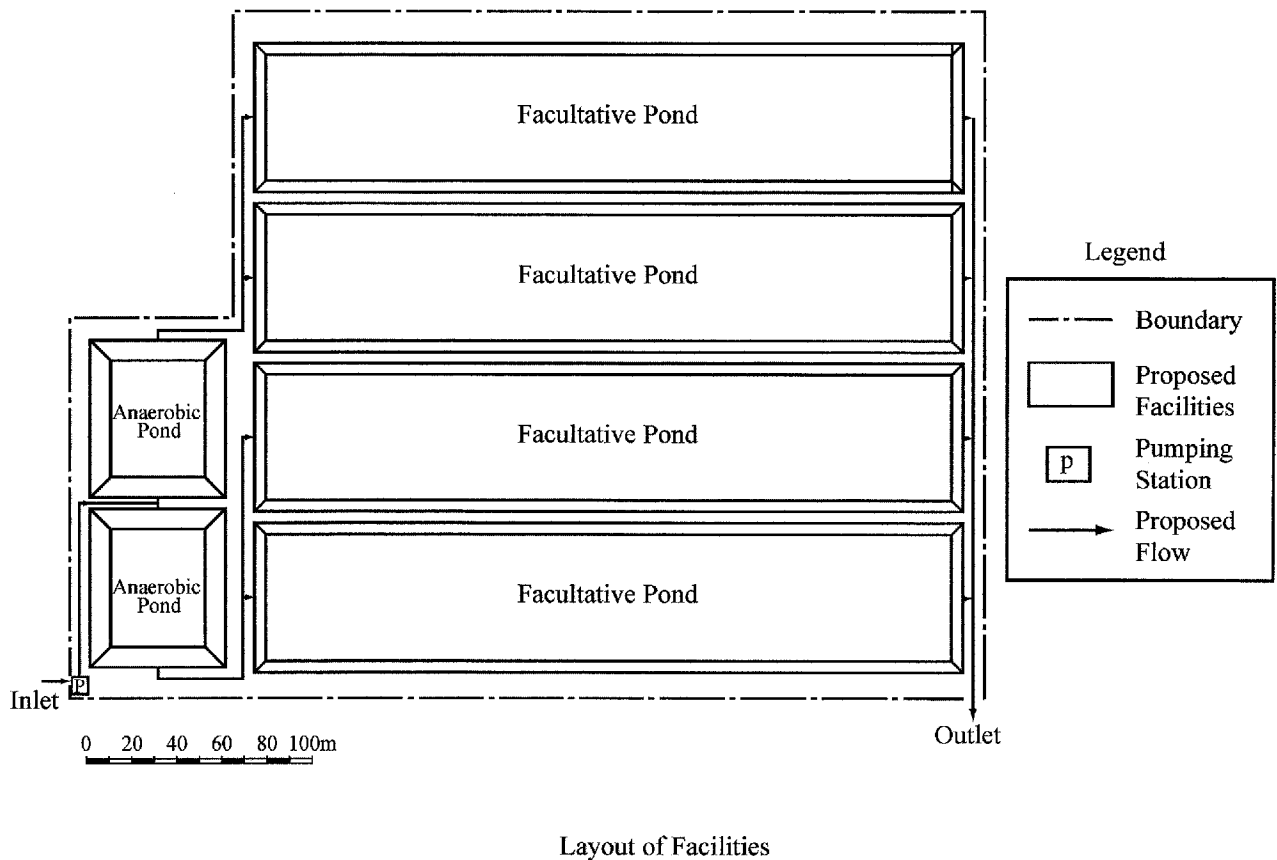 Facultative Pond
Facultative Pond
Facultative Pond
Facultative Pond
Anaerobic
Pond
Anaerobic
Pond
P
Inlet
Outlet
0 20 40 60 80 100m
Legend
Boundary
Proposed
Facilities
p
Pumping
Station
Proposed
Flow
Layout of Facilities